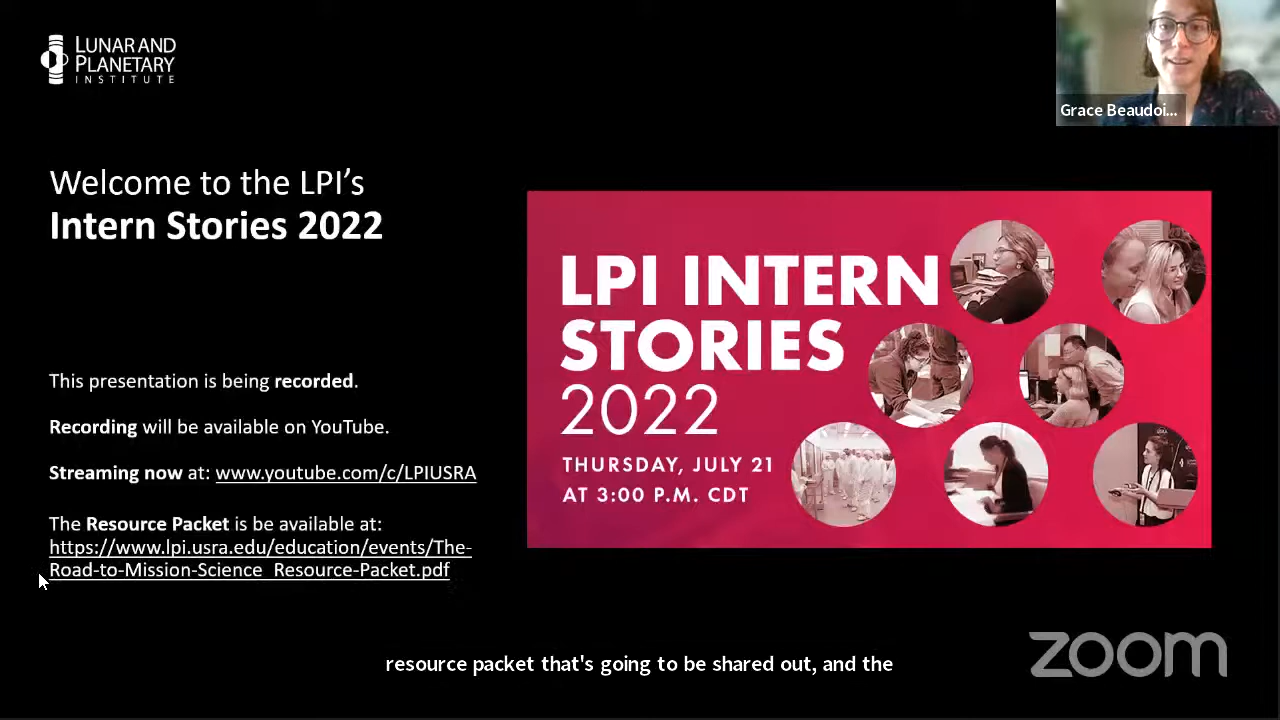 LUNAR AND
PLANETARY
INSTITUTE
Grace Beaudoi...
Welcome to the LPI's
Intern Stories 2022
This presentation is being recorded.
Recording will be available on YouTube.
Streaming now at: www.youtube.com/c/LPIUSRA
The Resource Packet is be available at:
https://www.lpi.usra.edu/education/events/The-
Road-to-Mission-Science_Resource-Packet.pdf
LPI INTERN
STORIES
2022
THURSDAY, JULY 21
AT 3:00 P.M. CDT
resource packet that's going to be shared out, and the
zoom